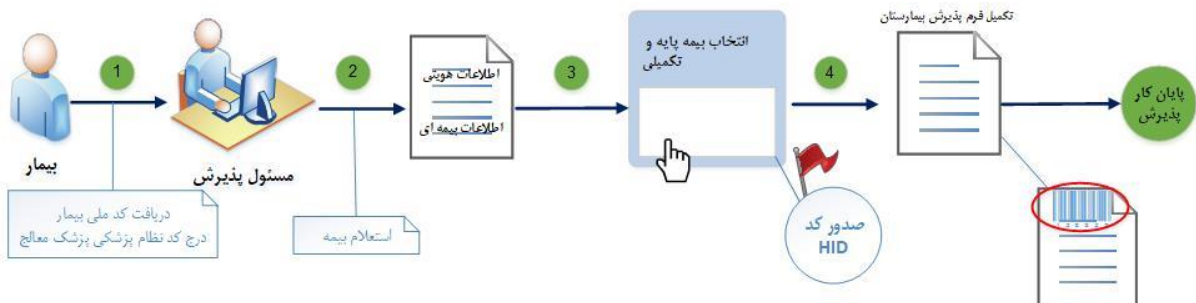 تکمیل فرم پذیرش بیمارستان
انتخاب بیمه پایه و
تکمیلی
1
2
3
4
اطلاعات هویتی
اطلاعات بیمه ای
پایان کار
پذیرش
بیمار
مسئول پذیرش
دریافت کد ملی بیمار
درج کد نظام پزشکی پزشک معالج
استعلام بیمه
صدور کد
HID